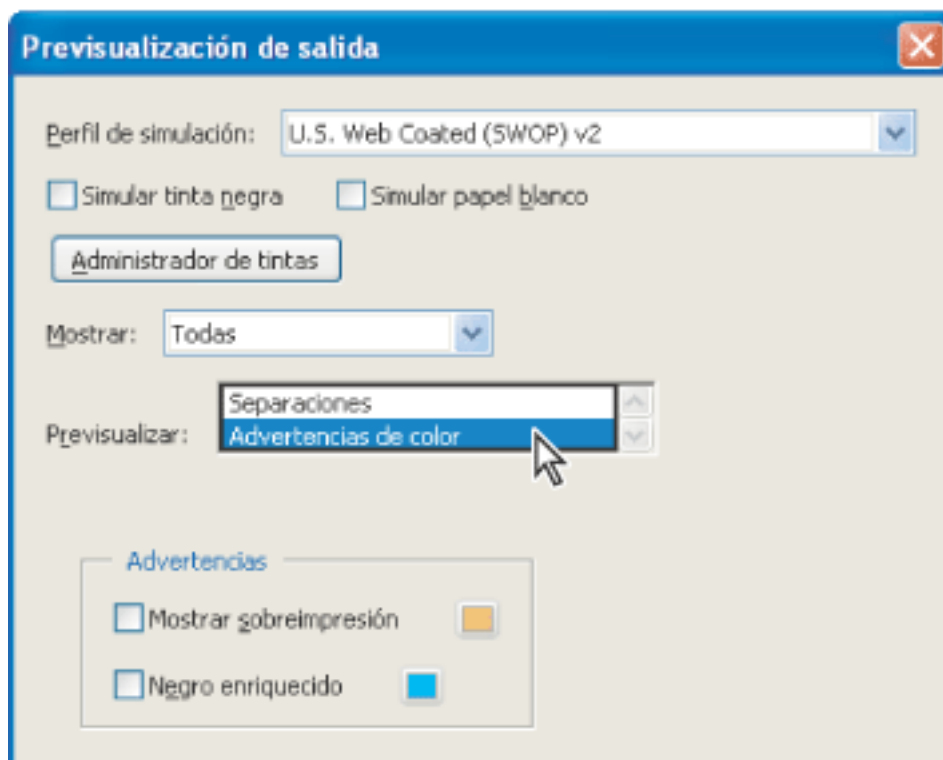 Previsualización de salida
Perfil de simulación: U.S. Web Coated (SWOP) v2
Simular tinta negra Simular papel blanco
Administrador de tintas
Mostrar: Todas
Separaciones
Previsualizar: Advertencias de color
Advertencias
Mostrar sobreimpresión
Negro enriquecido